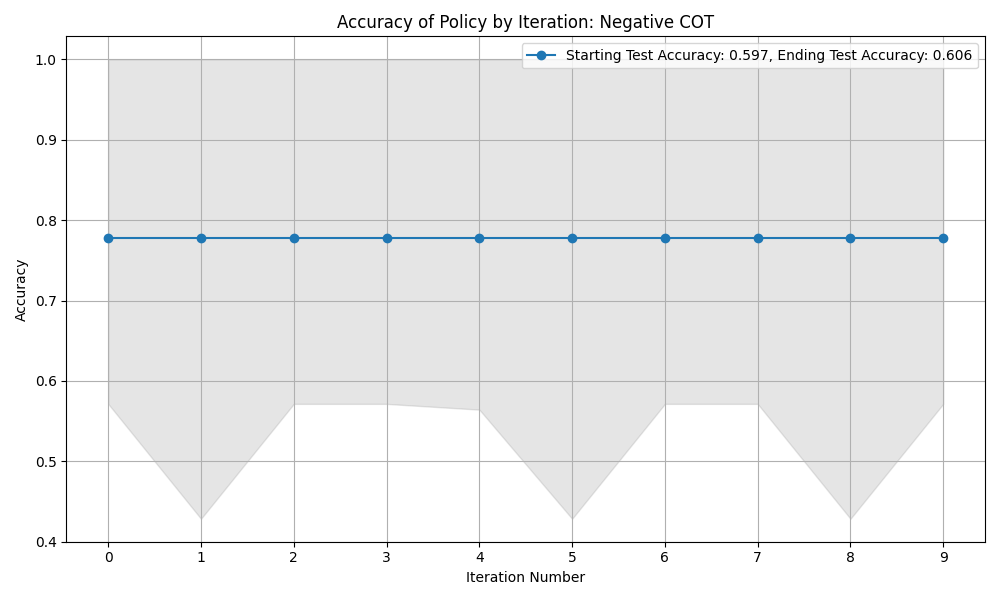 Accuracy of Policy by Iteration: Negative COT
Starting Test Accuracy: 0.597, Ending Test Accuracy: 0.606
1.0
0.9
0.8
0.7
0.6
0.5
0.4
Accuracy
0 1 2 3 4 5 6 7 8 9
Iteration Number